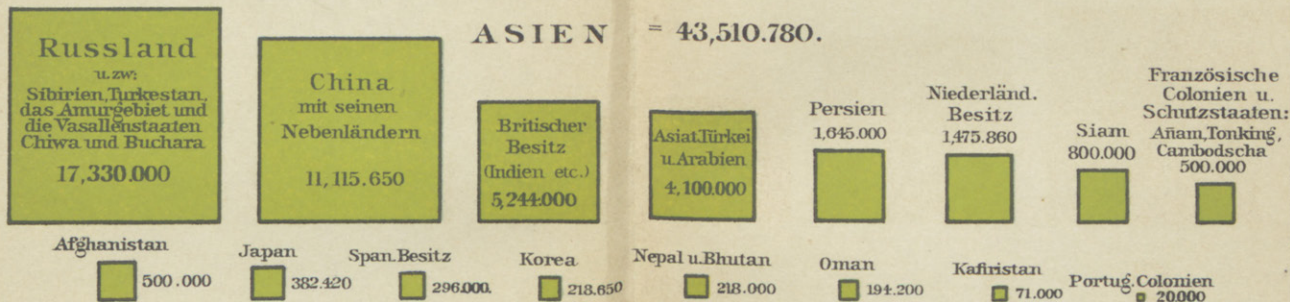 ASIEN = 43,510.780.
Russland
u. zw:
Sibirien, Turkestan,
das Amurgebiet und
die Vasallenstaaten
Chiwa und Buchara
17,330.000
China
mit seinen
Nebenländern
11,115.650
Britischer
Besitz
(Indien etc.)
5,244.000
Asiat. Türkei
u. Arabien
4,100.000
Persien
1,645.000
Niederländ.
Besitz
1,475.860
Siam
800.000
Französische
Colonien u.
Schutzstaaten:
Añam, Tonking,
Cambodscha
500.000
Afghanistan
500.000
Japan
382.420
Span. Besitz
296.000.
Korea
218.650
Nepal u. Bhutan
218.000
Oman
194.200
Kafiristan
71.000
Portug. Colonien
20.000